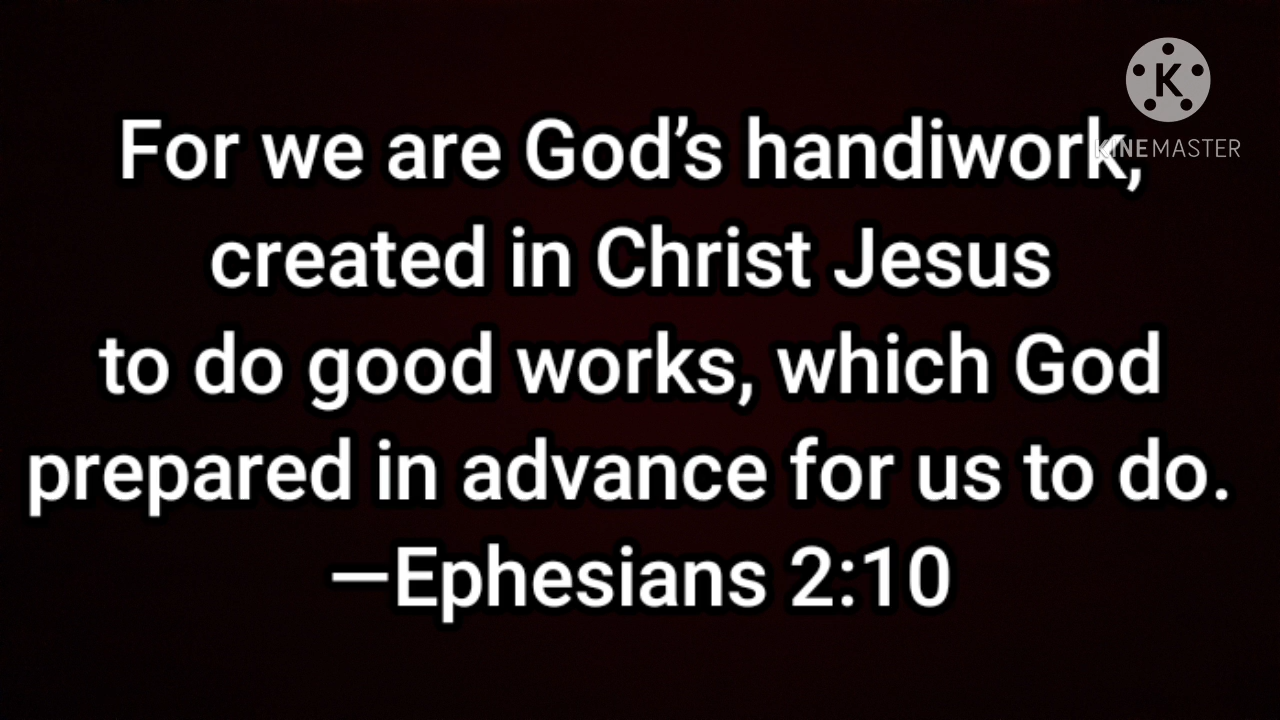 For we are God’s handiwork,
created in Christ Jesus
to do good works, which God
prepared in advance for us to do.
—Ephesians 2:10
K
KINEMASTER